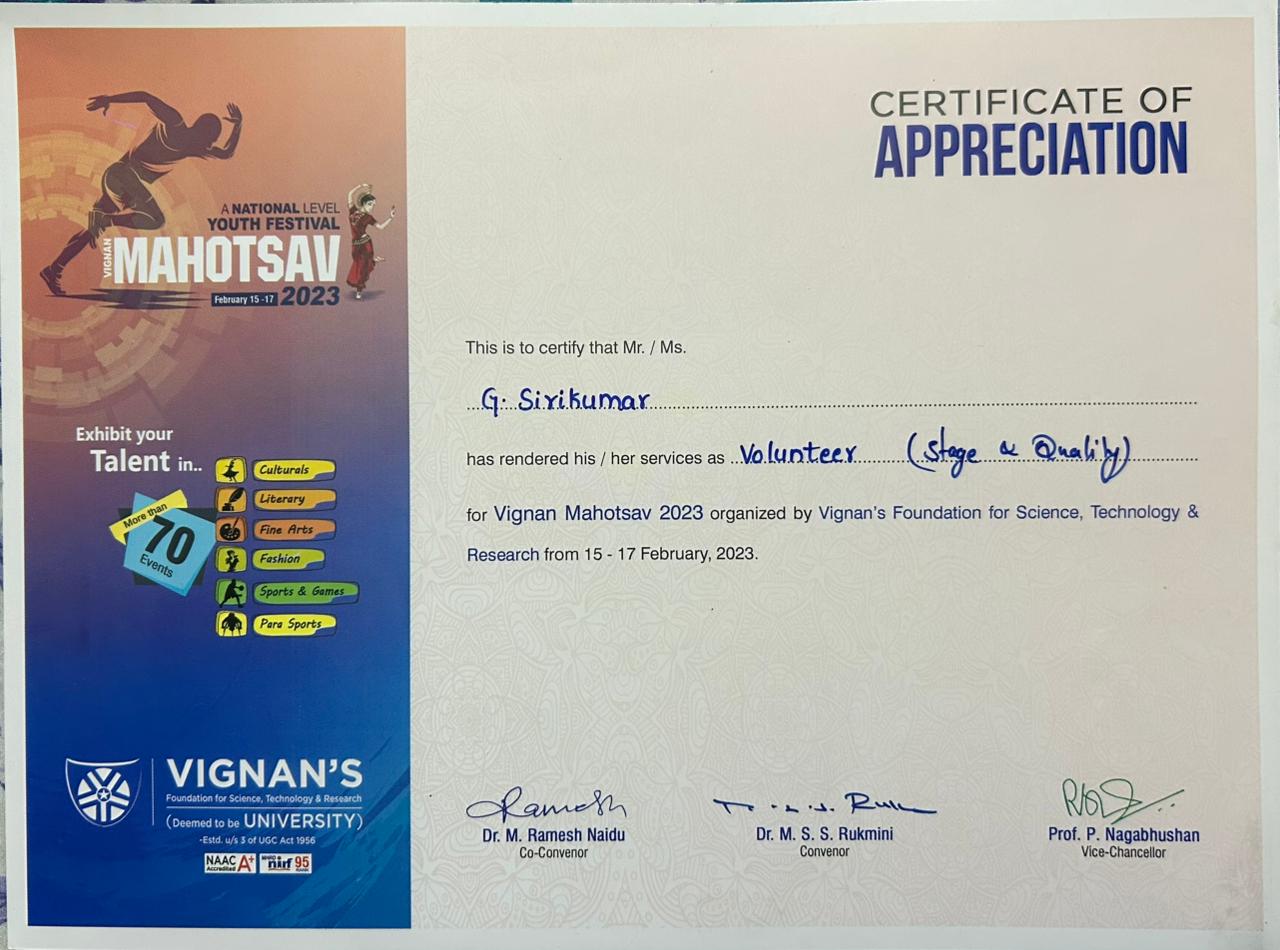 A NATIONAL LEVEL
YOUTH FESTIVAL
VIGNAN
MAHOTSAV
February 15 -17 2023
Exhibit your
Talent in..
More than
70
Events
Culturals
Literary
Fine Arts
Fashion
Sports & Games
Para Sports
VIGNAN'S
Foundation for Science, Technology & Research
(Deemed to be UNIVERSITY)
-Estd. u/s 3 of UGC Act 1956
NAAC Accredited A+ MHRD nirf 95 RANK
CERTIFICATE OF
APPRECIATION
This is to certify that Mr. / Ms.
G. Sirikumar
has rendered his / her services as Volunteer (Stage & Quality)
for Vignan Mahotsav 2023 organized by Vignan's Foundation for Science, Technology &
Research from 15 - 17 February, 2023.
Ramesh
Dr. M. Ramesh Naidu
Co-Convenor
Dr. M. S. S. Rukmini
Convenor
Prof. P. Nagabhushan
Vice-Chancellor